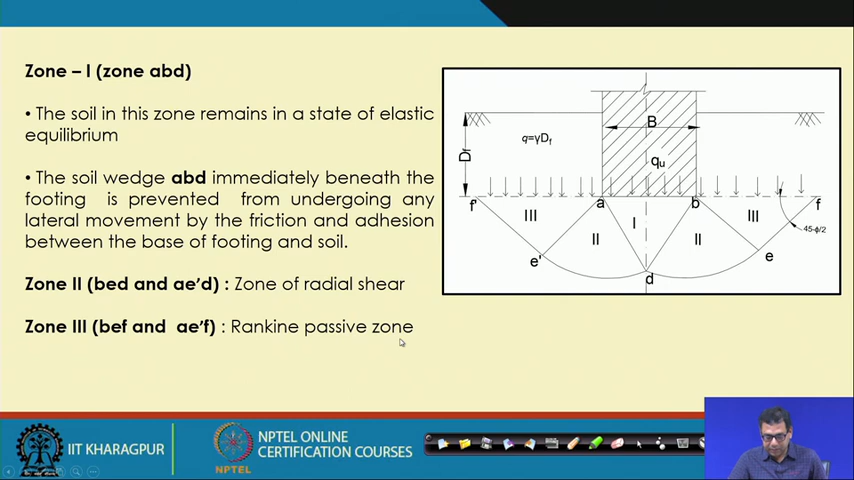 Zone – I (zone abd)
• The soil in this zone remains in a state of elastic
equilibrium
• The soil wedge abd immediately beneath the
footing is prevented from undergoing any
lateral movement by the friction and adhesion
between the base of footing and soil.
Zone II (bed and ae'd) : Zone of radial shear
Zone III (bef and ae'f) : Rankine passive zone
B
q=γDf
qu
Df
f'
a
b
f
III
I
III
II
II
45-ϕ/2
e'
e
d
IIT KHARAGPUR
NPTEL
NPTEL ONLINE
CERTIFICATION COURSES